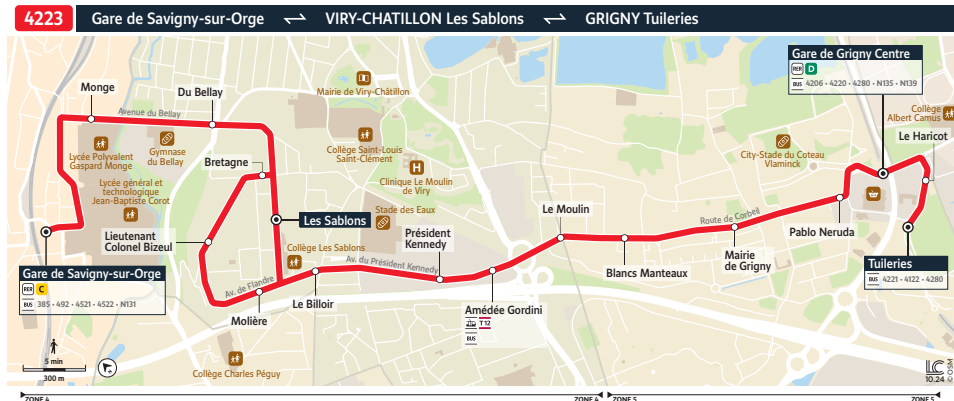 4223 Gare de Savigny-sur-Orge VIRY-CHATILLON Les Sablons GRIGNY Tuileries
Gare de Grigny Centre
RER D
BUS 4206 • 4220 • 4280 • N135 • N139
Monge
Du Bellay
Avenue du Bellay
Mairie de Viry-Châtillon
Collège
Albert Camus
Le Haricot
Lycée Polyvalent
Gaspard Monge
Gymnase
du Bellay
Bretagne
Collège Saint-Louis
Saint-Clément
H
Clinique Le Moulin
de Viry
City-Stade du Coteau
Vlaminck
Lycée général et
technologique
Jean-Baptiste Corot
Les Sablons
Stade des Eaux
Le Moulin
Route de Corbeil
Pablo Neruda
Lieutenant
Colonel Bizeul
Collège Les Sablons
Président
Kennedy
Av. du Président Kennedy
Mairie
de Grigny
Blancs Manteaux
Tuileries
BUS 4221 • 4122 • 4280
Gare de Savigny-sur-Orge
RER C
BUS 385 • 492 • 4521 • 4522 • N131
Av. de Flandre
Le Billoir
Molière
Amédée Gordini
T12
BUS
Collège Charles Péguy
5 min
300 m
LC
10.24
© OSM
ZONE 4
ZONE 4
ZONE 5
ZONE 5